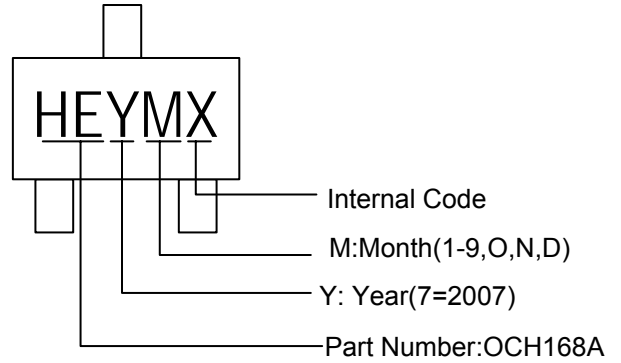 HEYMX
Internal Code
M:Month(1-9,O,N,D)
Y: Year(7=2007)
Part Number:OCH168A